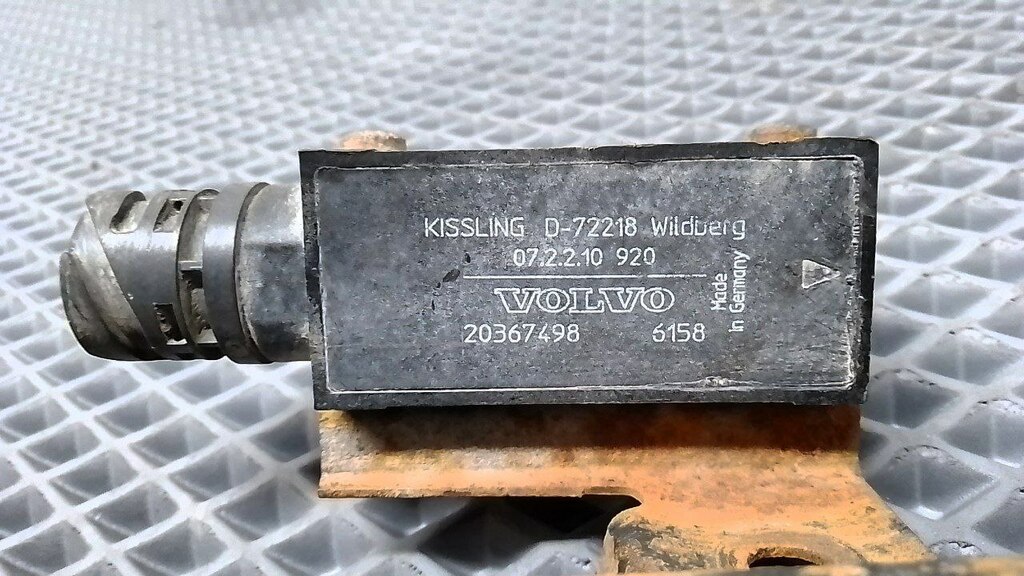 KISSLING D-72218 Wildberg
07.2.2.10 920
VOLVO
20367498 6158
Made
in Germany